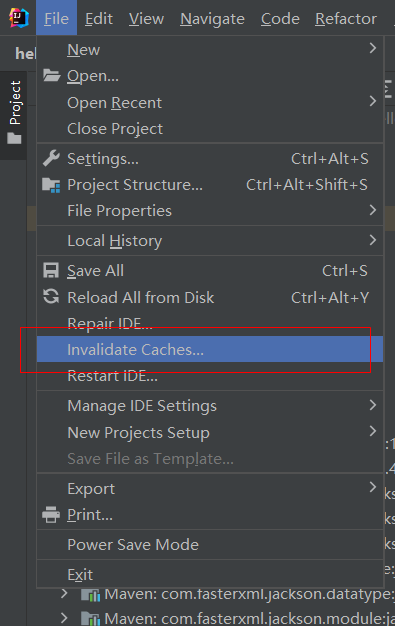 File Edit View Navigate Code Refactor
hel
Project
New
Open...
Open Recent
Close Project
Settings... Ctrl+Alt+S
Project Structure... Ctrl+Alt+Shift+S
File Properties
Local History
Save All Ctrl+S
Reload All from Disk Ctrl+Alt+Y
Repair IDE...
Invalidate Caches...
Restart IDE...
Manage IDE Settings
New Projects Setup
Save File as Template...
Export
Print...
Power Save Mode
Exit
Maven: com.fasterxml.jackson.datatype:
Maven: com.fasterxml.jackson.module:ja